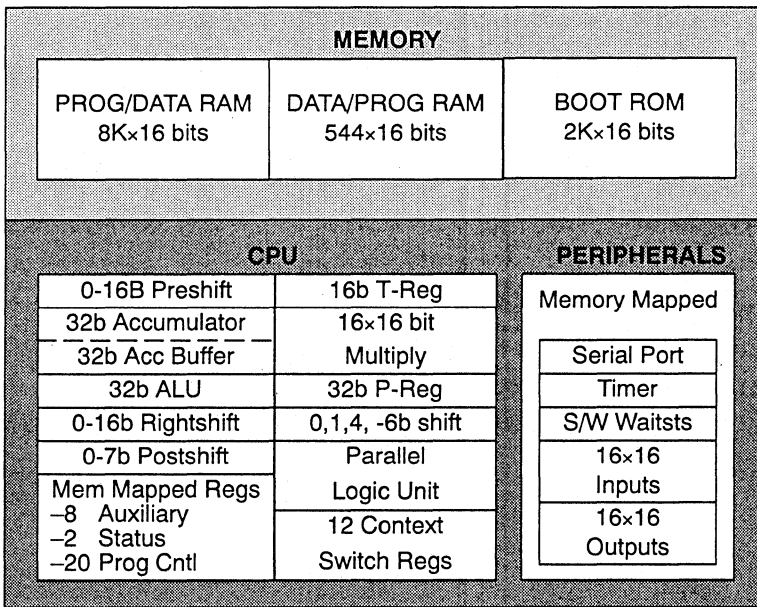 MEMORY
PROG/DATA RAM
8K×16 bits
DATA/PROG RAM
544×16 bits
BOOT ROM
2K×16 bits
CPU
0-16B Preshift
32b Accumulator
32b Acc Buffer
32b ALU
0-16b Rightshift
0-7b Postshift
Mem Mapped Regs
–8 Auxiliary
–2 Status
–20 Prog Cntl
16b T-Reg
16×16 bit
Multiply
32b P-Reg
0,1,4, -6b shift
Parallel
Logic Unit
12 Context
Switch Regs
PERIPHERALS
Memory Mapped
Serial Port
Timer
S/W Waitsts
16×16
Inputs
16×16
Outputs